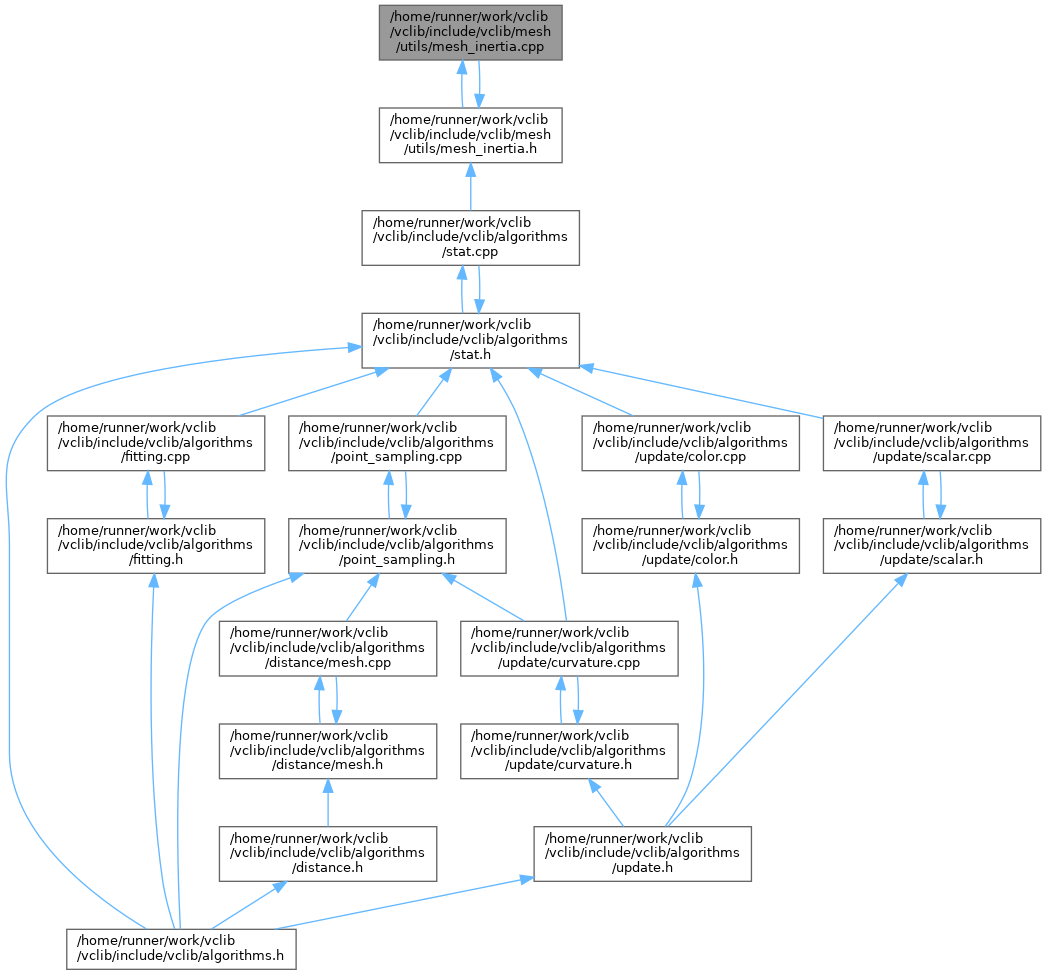 /home/runner/work/vclib
/vclib/include/vclib/mesh
/utils/mesh_inertia.cpp
/home/runner/work/vclib
/vclib/include/vclib/mesh
/utils/mesh_inertia.h
/home/runner/work/vclib
/vclib/include/vclib/algorithms
/stat.cpp
/home/runner/work/vclib
/vclib/include/vclib/algorithms
/stat.h
/home/runner/work/vclib
/vclib/include/vclib/algorithms
/fitting.cpp
/home/runner/work/vclib
/vclib/include/vclib/algorithms
/point_sampling.cpp
/home/runner/work/vclib
/vclib/include/vclib/algorithms
/update/color.cpp
/home/runner/work/vclib
/vclib/include/vclib/algorithms
/update/scalar.cpp
/home/runner/work/vclib
/vclib/include/vclib/algorithms
/fitting.h
/home/runner/work/vclib
/vclib/include/vclib/algorithms
/point_sampling.h
/home/runner/work/vclib
/vclib/include/vclib/algorithms
/update/color.h
/home/runner/work/vclib
/vclib/include/vclib/algorithms
/update/scalar.h
/home/runner/work/vclib
/vclib/include/vclib/algorithms
/distance/mesh.cpp
/home/runner/work/vclib
/vclib/include/vclib/algorithms
/update/curvature.cpp
/home/runner/work/vclib
/vclib/include/vclib/algorithms
/distance/mesh.h
/home/runner/work/vclib
/vclib/include/vclib/algorithms
/update/curvature.h
/home/runner/work/vclib
/vclib/include/vclib/algorithms
/distance.h
/home/runner/work/vclib
/vclib/include/vclib/algorithms
/update.h
/home/runner/work/vclib
/vclib/include/vclib/algorithms.h